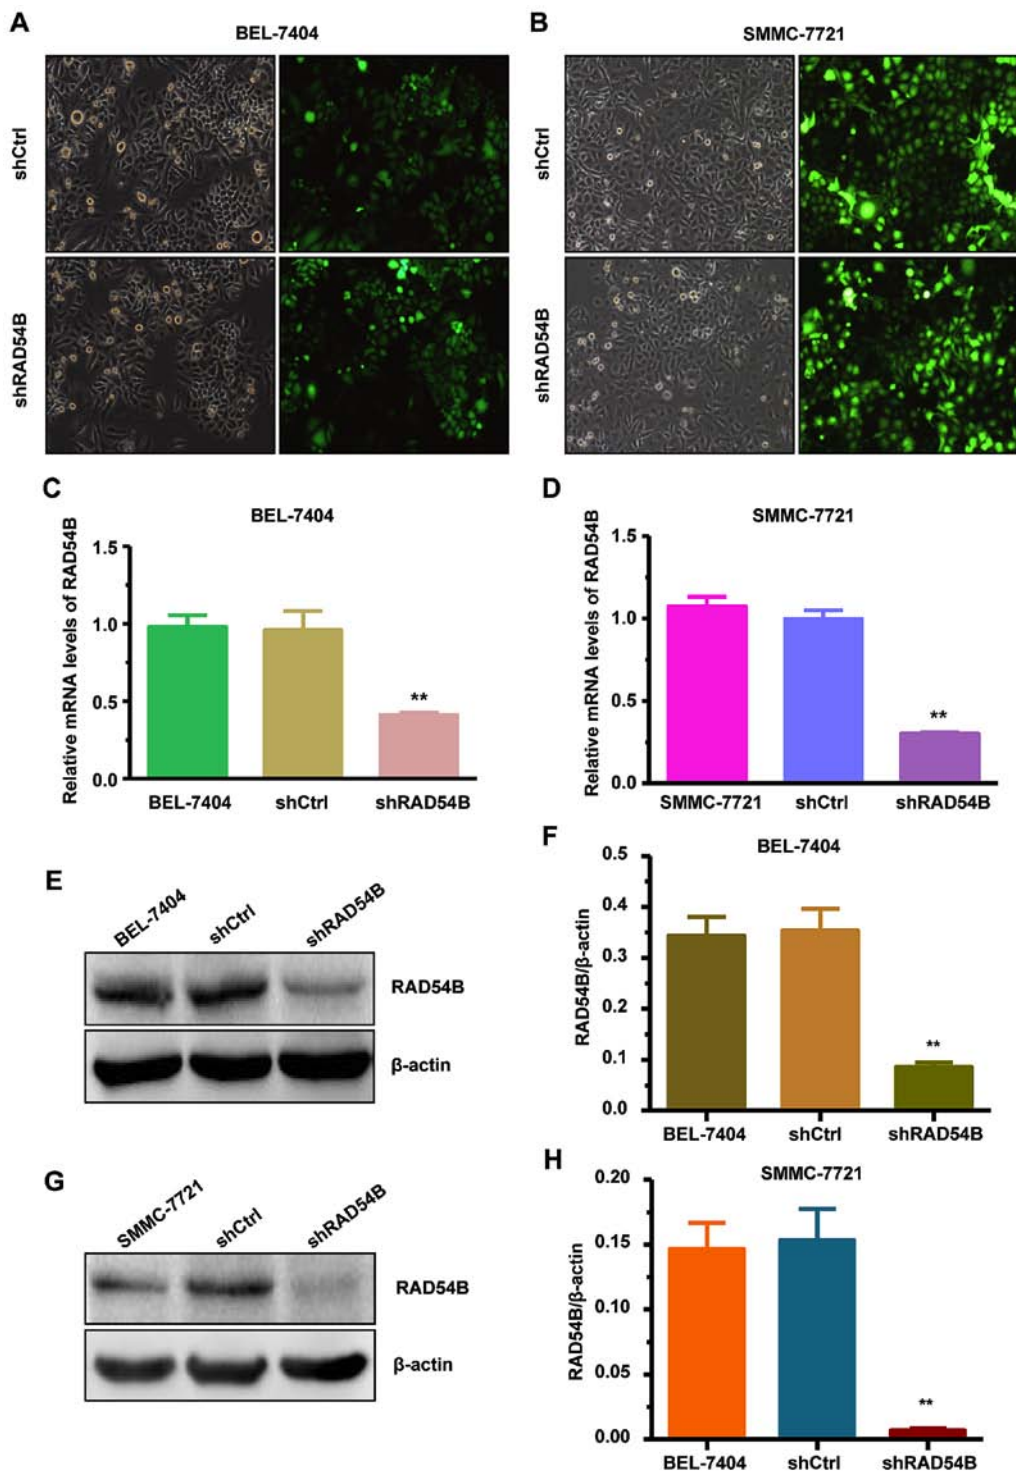 A
BEL-7404
B
SMMC-7721
shCtrl
shRAD54B
shCtrl
shRAD54B
C
BEL-7404
Relative mRNA levels of RAD54B
1.5
1.0
0.5
0.0
**
BEL-7404 shCtrl shRAD54B
D
SMMC-7721
Relative mRNA levels of RAD54B
1.5
1.0
0.5
0.0
**
SMMC-7721 shCtrl shRAD54B
E
BEL-7404 shCtrl shRAD54B
RAD54B
β-actin
F
BEL-7404
RAD54B/β-actin
0.5
0.4
0.3
0.2
0.1
0.0
**
BEL-7404 shCtrl shRAD54B
G
SMMC-7721 shCtrl shRAD54B
RAD54B
β-actin
H
SMMC-7721
RAD54B/β-actin
0.20
0.15
0.10
0.05
0.00
**
BEL-7404 shCtrl shRAD54B